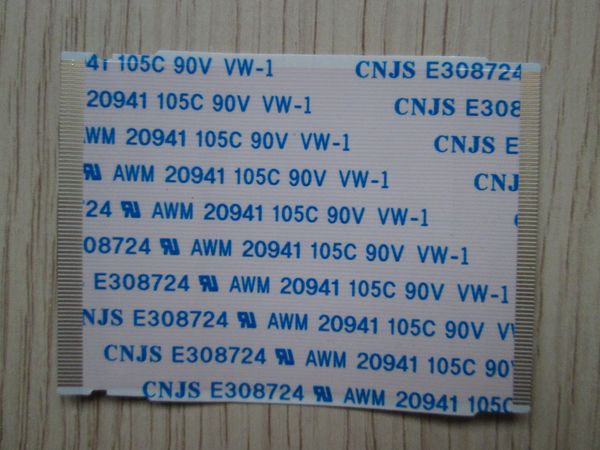 41 105C 90V VW-1 CNJS E308724
20941 105C 90V VW-1 CNJS E308
AWM 20941 105C 90V VW-1 CNJS E
AWM 20941 105C 90V VW-1 CNJ
24 AWM 20941 105C 90V VW-1
08724 AWM 20941 105C 90V VW-1
E308724 AWM 20941 105C 90V VW-1
NJS E308724 AWM 20941 105C 90V V
CNJS E308724 AWM 20941 105C 90
CNJS E308724 AWM 20941 105C